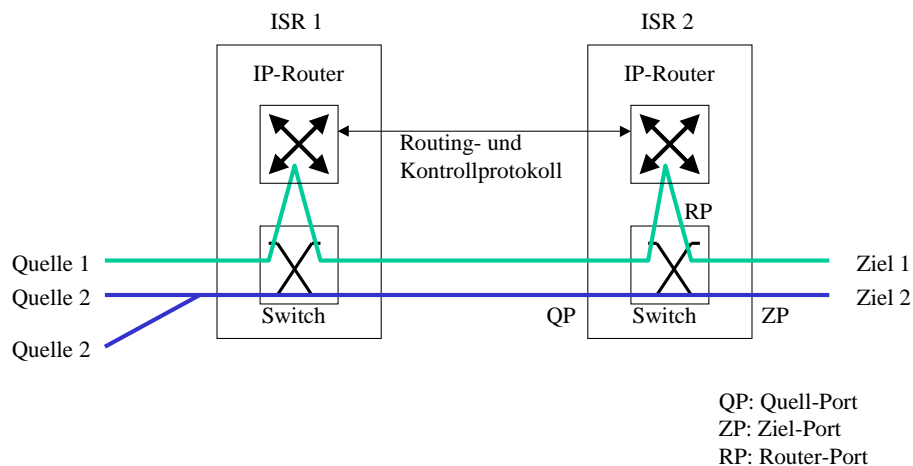 ISR 1
ISR 2
IP-Router
IP-Router
Routing- und
Kontrollprotokoll
RP
Quelle 1
Ziel 1
Quelle 2
Ziel 2
Switch
QP
Switch
ZP
Quelle 2
QP: Quell-Port
ZP: Ziel-Port
RP: Router-Port